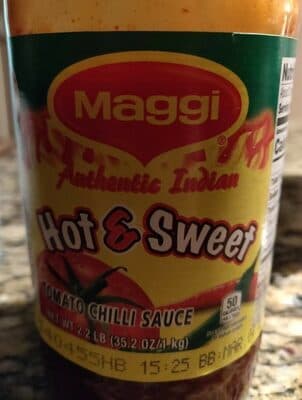 Maggi
®
Authentic Indian
Hot & Sweet
TOMATO CHILLI SAUCE
NET WT 2.2 LB (35.2 OZ/1 kg)
50
15:25 BB:MAR